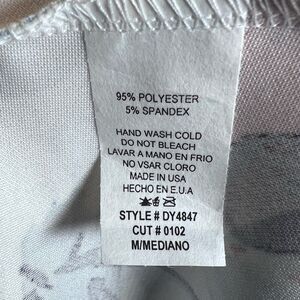 95% POLYESTER
5% SPANDEX
HAND WASH COLD
DO NOT BLEACH
LAVAR A MANO EN FRIO
NO VSAR CLORO
MADE IN USA
HECHO EN E.U.A
STYLE # DY4847
CUT # 0102
M/MEDIANO